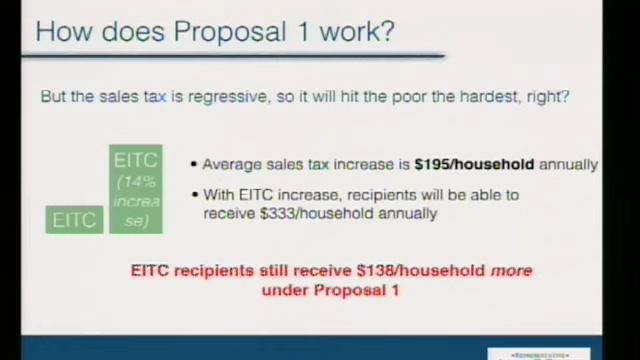 How does Proposal 1 work?
But the sales tax is regressive, so it will hit the poor the hardest, right?
EITC
(14%
increa
se)
EITC
• Average sales tax increase is $195/household annually
• With EITC increase, recipients will be able to
receive $333/household annually
EITC recipients still receive $138/household more
under Proposal 1